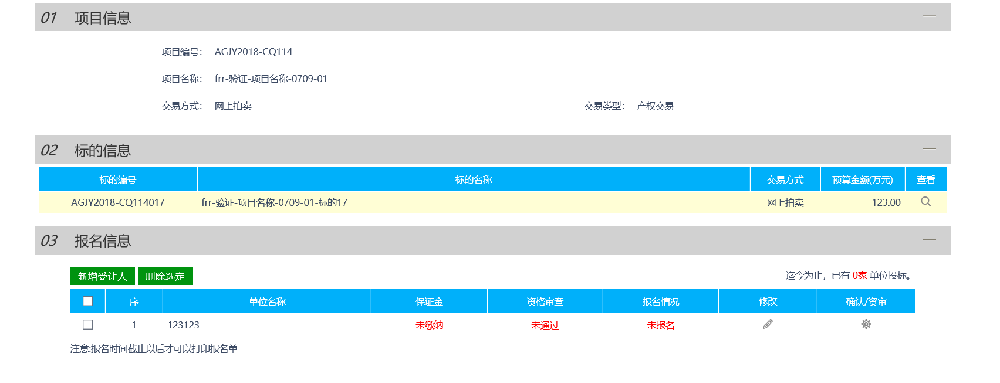 01 项目信息
项目编号： AGJY2018-CQ114
项目名称： frr-验证-项目名称-0709-01
交易方式： 网上拍卖 交易类型： 产权交易
02 标的信息
标的编号 标的名称 交易方式 预算金额(万元) 查看
AGJY2018-CQ114017 frr-验证-项目名称-0709-01-标的17 网上拍卖 123.00
03 报名信息
新增受让人 删除选定 迄今为止，已有 0家 单位投标。
序 单位名称 保证金 资格审查 报名情况 修改 确认/资审
1 123123 未缴纳 未通过 未报名
注意:报名时间截止以后才可以打印报名单